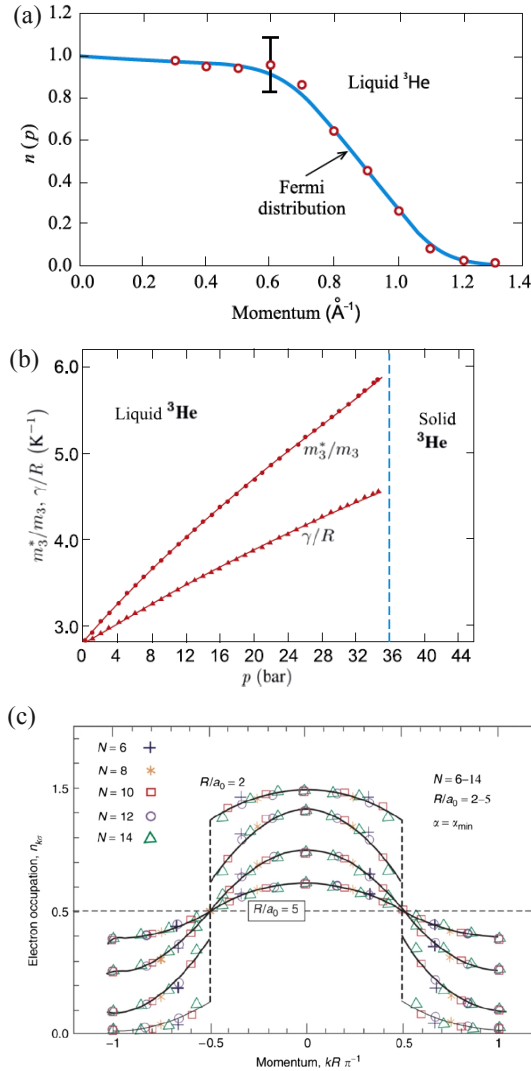 (a)
1.2
1.0
0.8
0.6
0.4
0.2
0.0
n (p)
Liquid ³He
Fermi
distribution
0.0 0.2 0.4 0.6 0.8 1.0 1.2 1.4
Momentum (Å⁻¹)
(b)
6.0
5.0
4.0
3.0
m₃*/m₃, γ/R (K⁻¹)
Liquid ³He
Solid
³He
m₃*/m₃
γ/R
0 4 8 12 16 20 24 28 32 36 40 44
p (bar)
(c)
N = 6
N = 8
N = 10
N = 12
N = 14
R/a₀ = 2
N = 6–14
R/a₀ = 2–5
α = α min
R/a₀ = 5
1.5
0.5
0.0
Electron occupation, n kσ
−1 −0.5 0 0.5 1
Momentum, kR π⁻¹